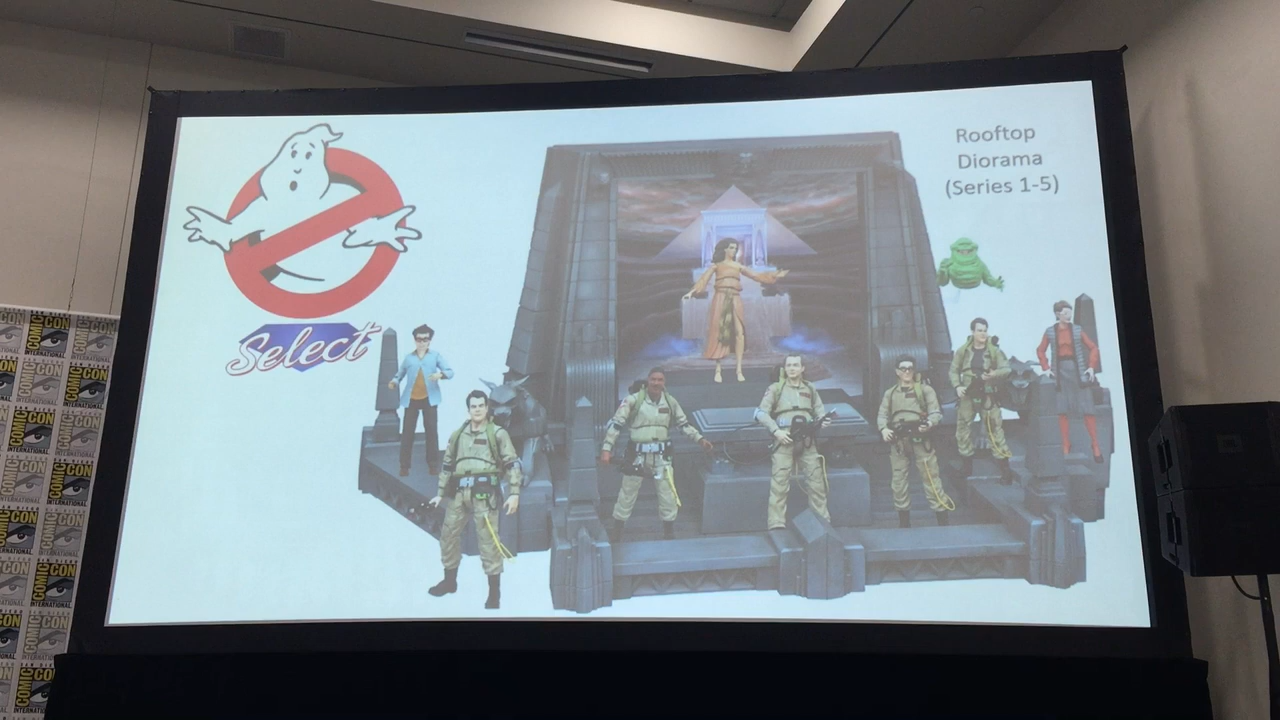 Rooftop
Diorama
(Series 1-5)
Select
COMIC CON
INTERNATIONAL